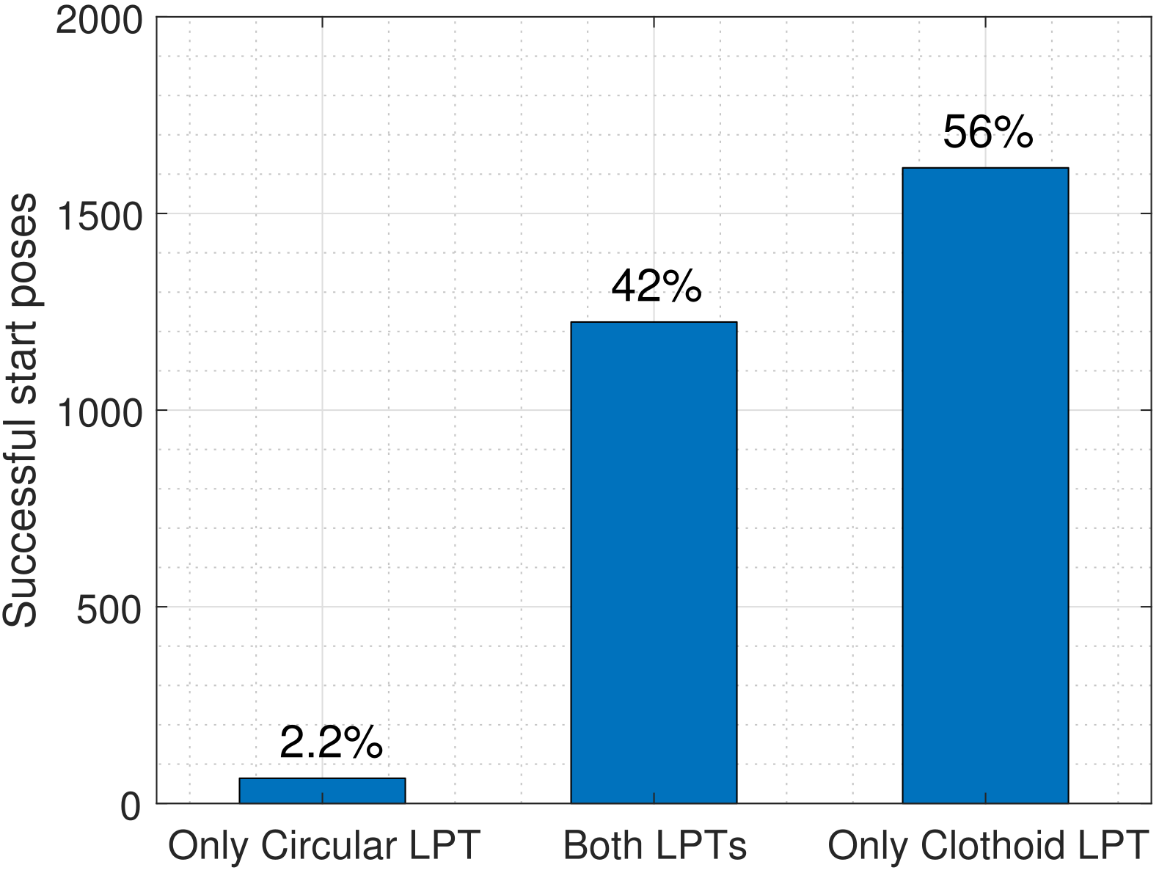 2000
1500
1000
500
0
Successful start poses
2.2%
42%
56%
Only Circular LPT
Both LPTs
Only Clothoid LPT